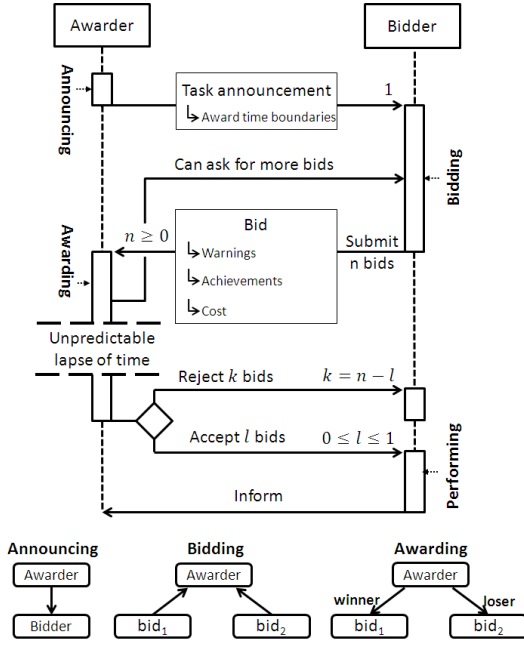 Awarder
Bidder
Announcing
Task announcement
Award time boundaries
1
Can ask for more bids
Bidding
Bid
n ≥ 0
Warnings
Submit
n bids
Achievements
Cost
Awarding
Unpredictable
lapse of time
Reject k bids
k = n − l
Accept l bids
0 ≤ l ≤ 1
Performing
Inform
Announcing
Awarder
Bidder
Bidding
Awarder
bid₁
bid₂
Awarding
Awarder
winner
loser
bid₁
bid₂